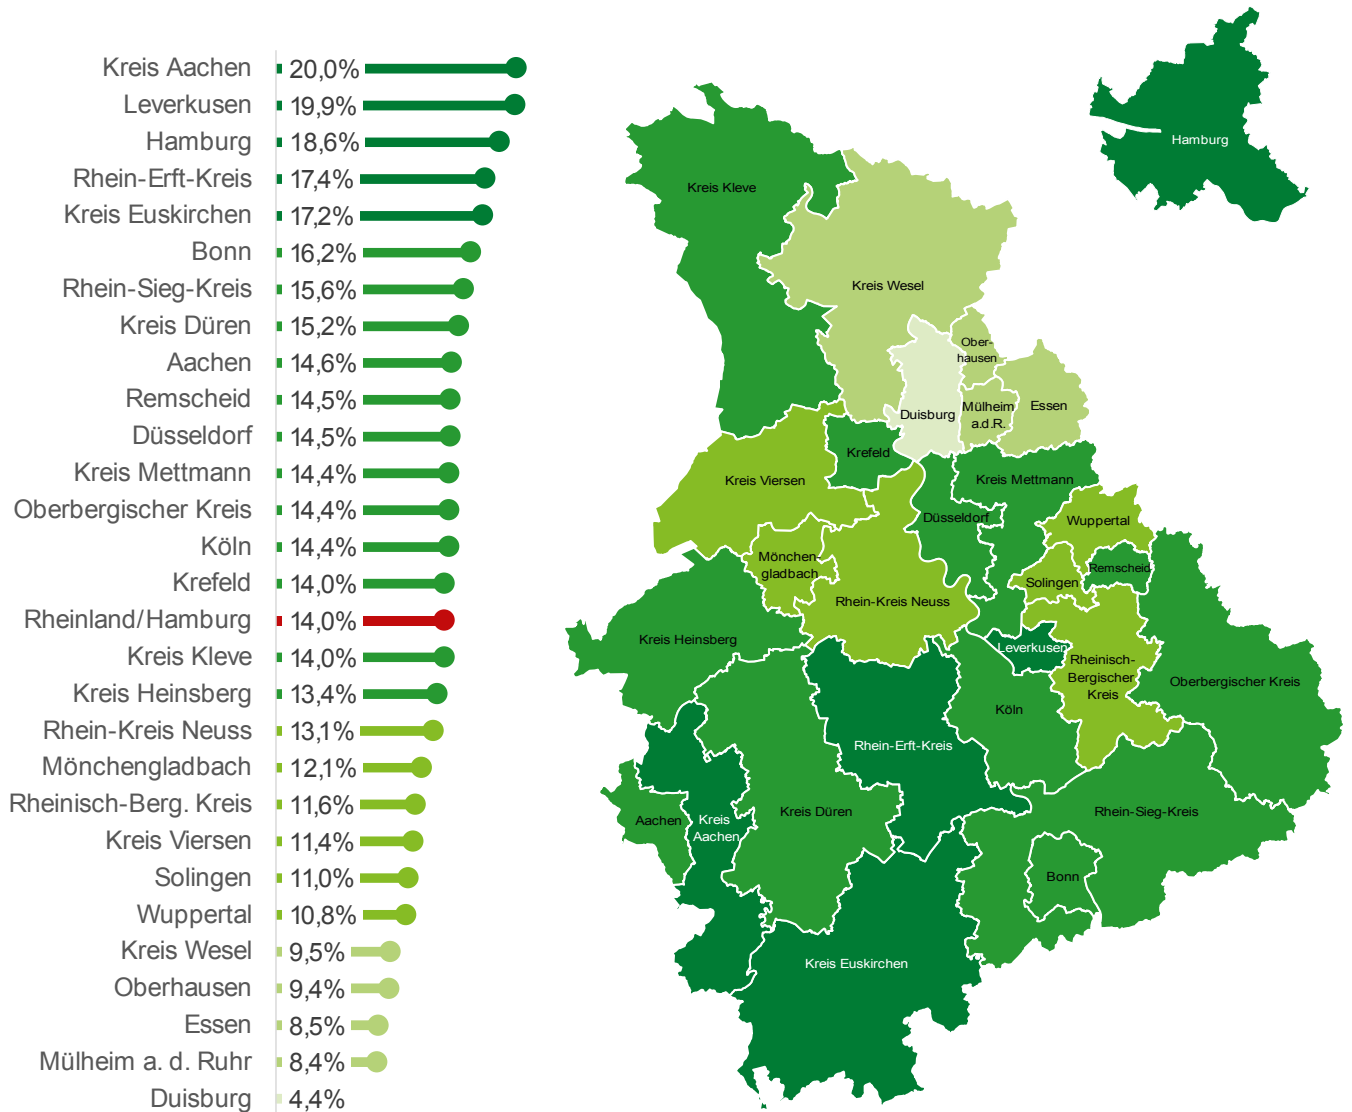 Kreis Aachen 20,0%
Leverkusen 19,9%
Hamburg 18,6%
Rhein-Erft-Kreis 17,4%
Kreis Euskirchen 17,2%
Bonn 16,2%
Rhein-Sieg-Kreis 15,6%
Kreis Düren 15,2%
Aachen 14,6%
Remscheid 14,5%
Düsseldorf 14,5%
Kreis Mettmann 14,4%
Oberbergischer Kreis 14,4%
Köln 14,4%
Krefeld 14,0%
Rheinland/Hamburg 14,0%
Kreis Kleve 14,0%
Kreis Heinsberg 13,4%
Rhein-Kreis Neuss 13,1%
Mönchengladbach 12,1%
Rheinisch-Berg. Kreis 11,6%
Kreis Viersen 11,4%
Solingen 11,0%
Wuppertal 10,8%
Kreis Wesel 9,5%
Oberhausen 9,4%
Essen 8,5%
Mülheim a. d. Ruhr 8,4%
Duisburg 4,4%
Hamburg
Kreis Kleve
Kreis Wesel
Ober-
hausen
Duisburg
Mülheim
a.d.R.
Essen
Krefeld
Kreis Viersen
Kreis Mettmann
Düsseldorf
Wuppertal
Mönchen-
gladbach
Remscheid
Solingen
Rhein-Kreis Neuss
Kreis Heinsberg
Leverkusen
Rheinisch-
Bergischer
Kreis
Oberbergischer Kreis
Köln
Rhein-Erft-Kreis
Kreis Düren
Rhein-Sieg-Kreis
Aachen
Kreis
Aachen
Bonn
Kreis Euskirchen